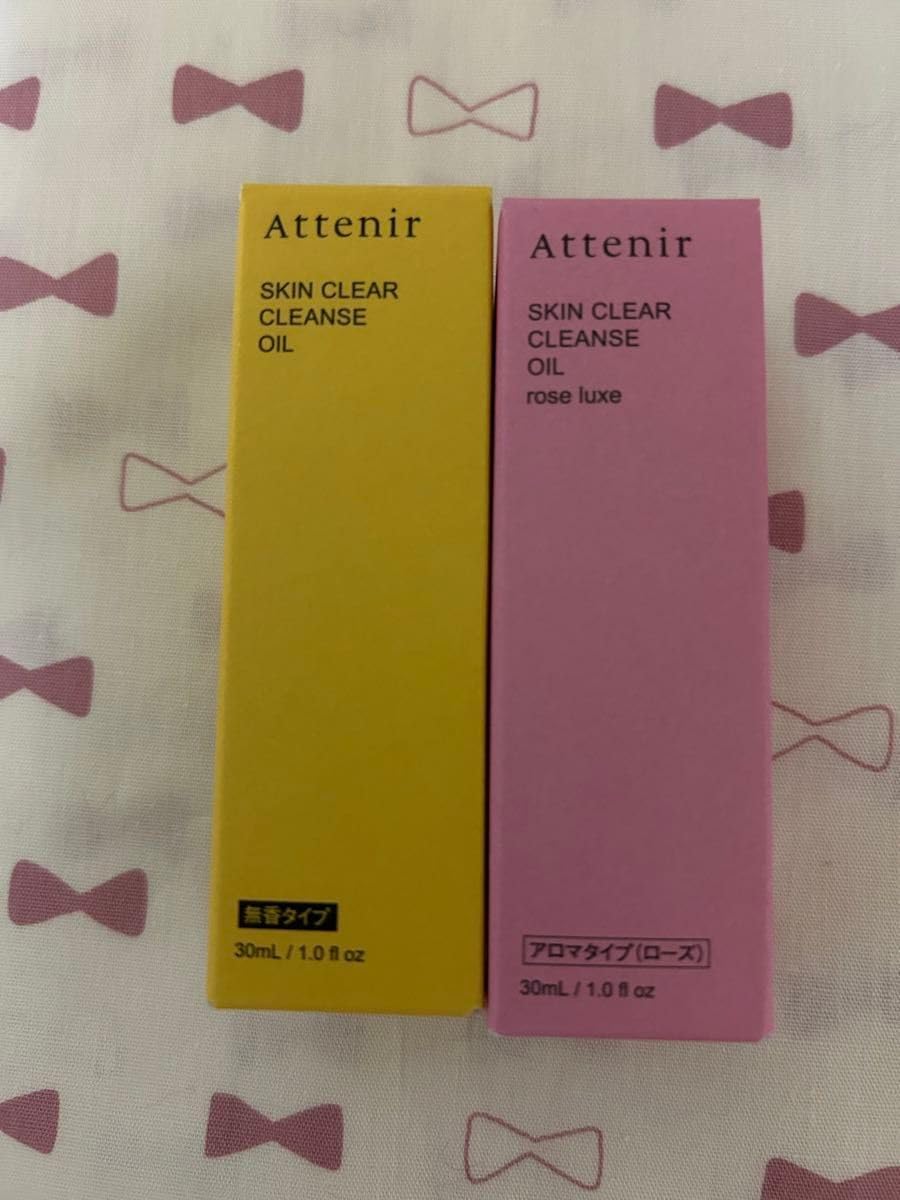 Attenir
SKIN CLEAR
CLEANSE
OIL
無香タイプ
30mL / 1.0 fl oz
Attenir
SKIN CLEAR
CLEANSE
OIL
rose luxe
アロマタイプ(ローズ)
30mL / 1.0 fl oz